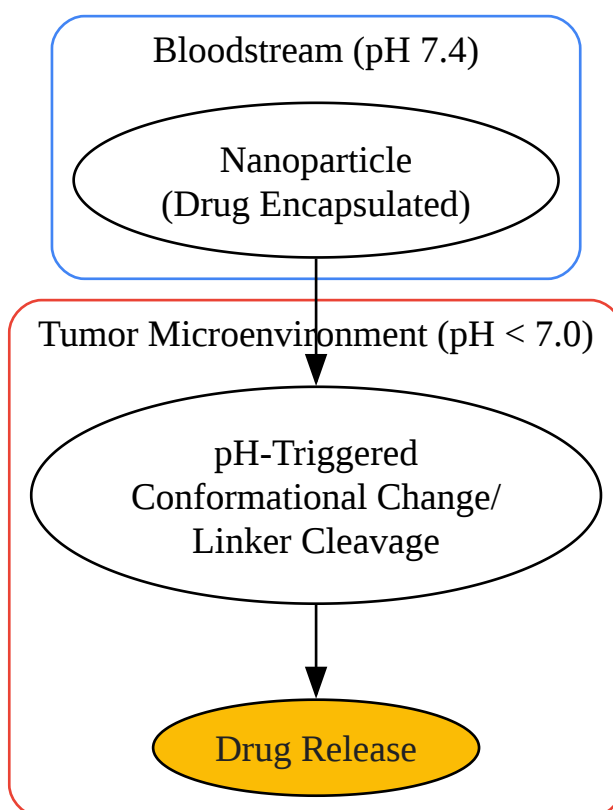 Bloodstream (pH 7.4)
Nanoparticle
(Drug Encapsulated)
Tumor Microenvironment (pH < 7.0)
pH-Triggered
Conformational Change/
Linker Cleavage
Drug Release